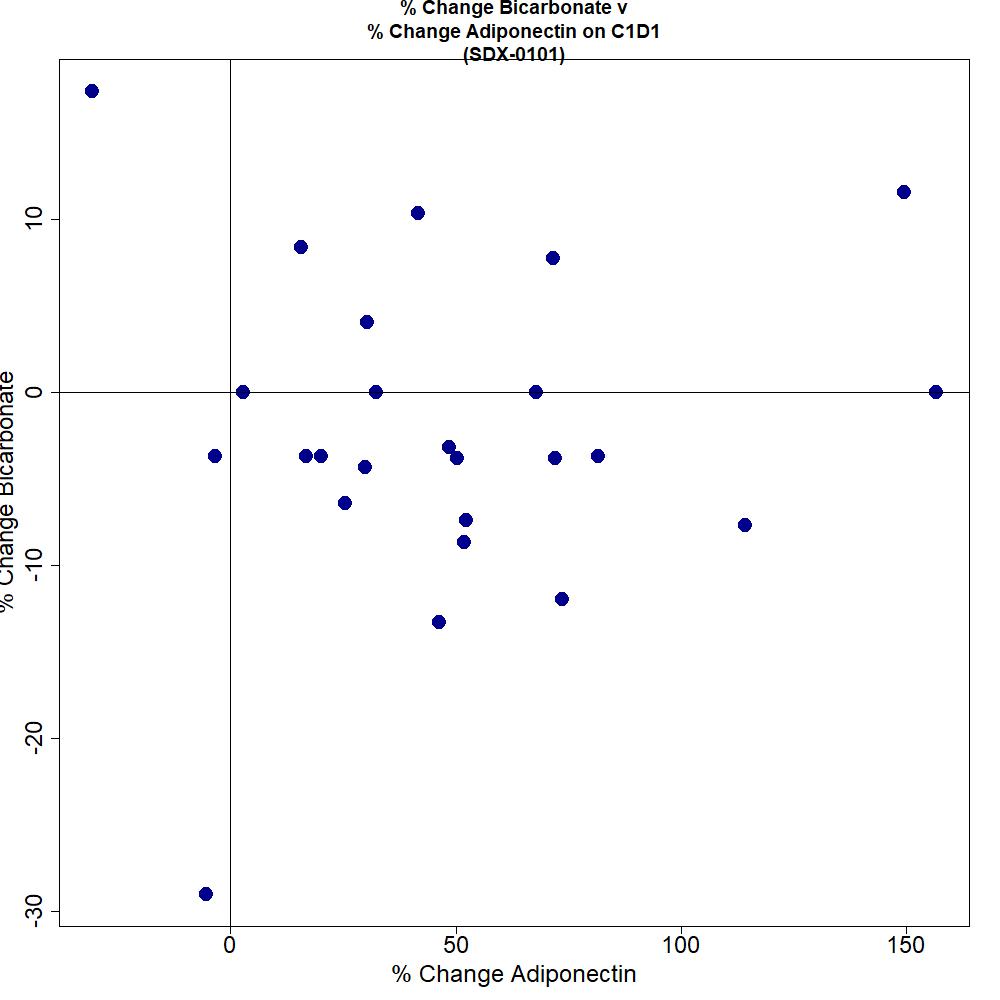 % Change Bicarbonate v
% Change Adiponectin on C1D1
(SDX-0101)
% Change Bicarbonate
10
0
-10
-20
-30
0
50
100
150
% Change Adiponectin